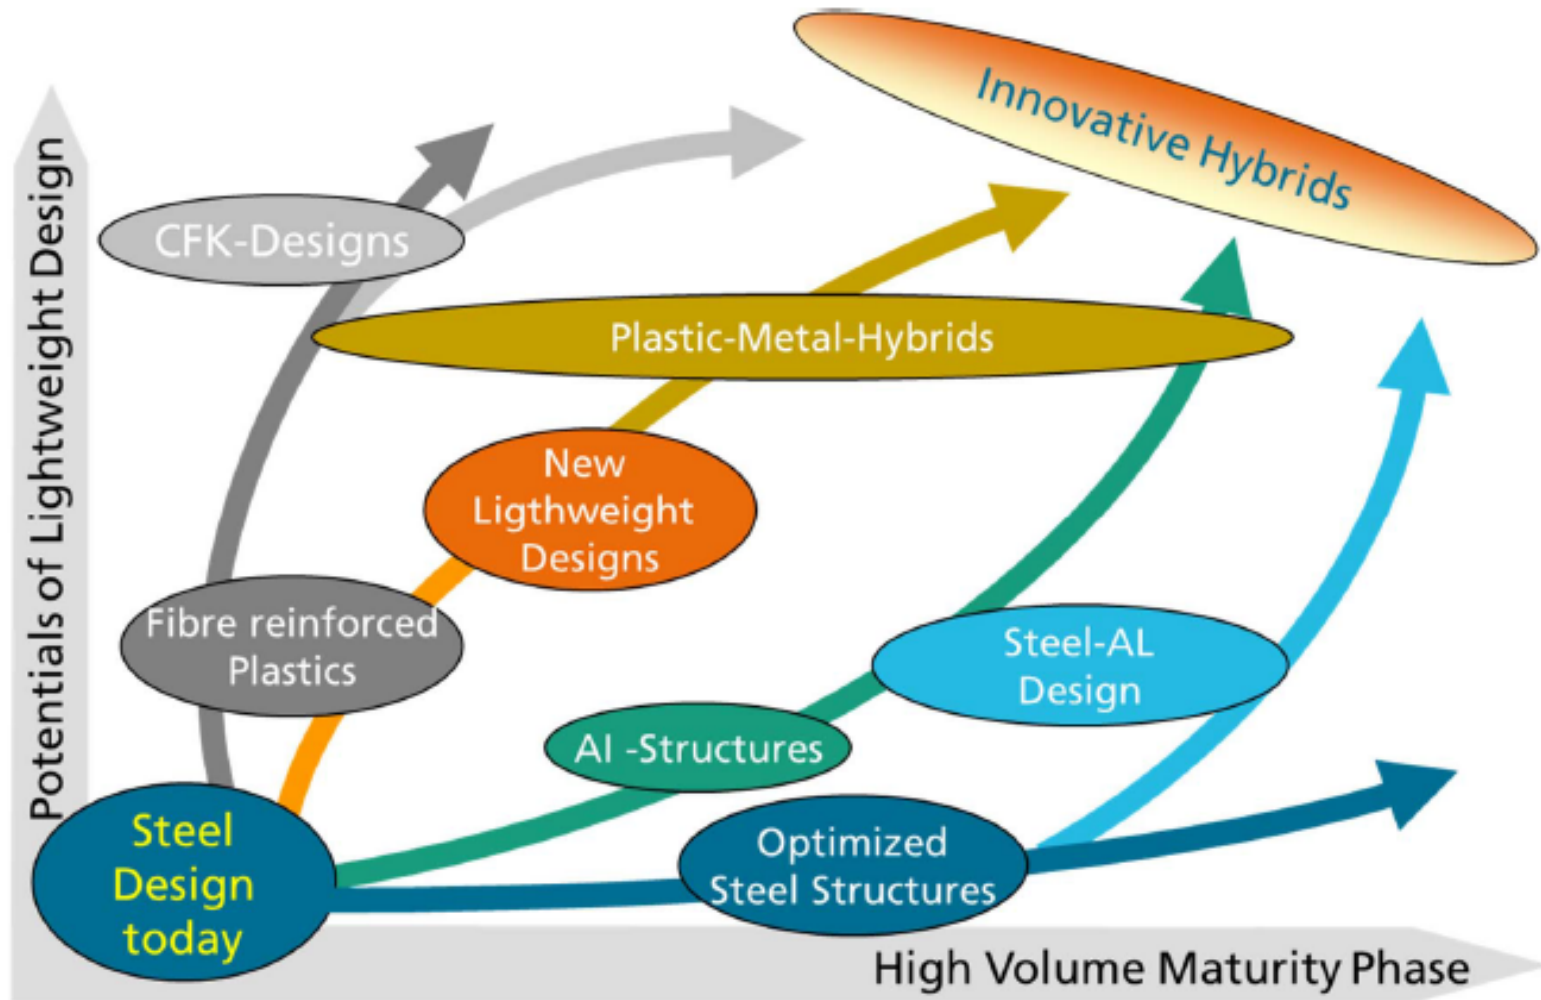 Innovative Hybrids
Potentials of Lightweight Design
CFK-Designs
Plastic-Metal-Hybrids
New
Ligthweight
Designs
Fibre reinforced
Plastics
Steel-AL
Design
Al -Structures
Steel
Design
today
Optimized
Steel Structures
High Volume Maturity Phase